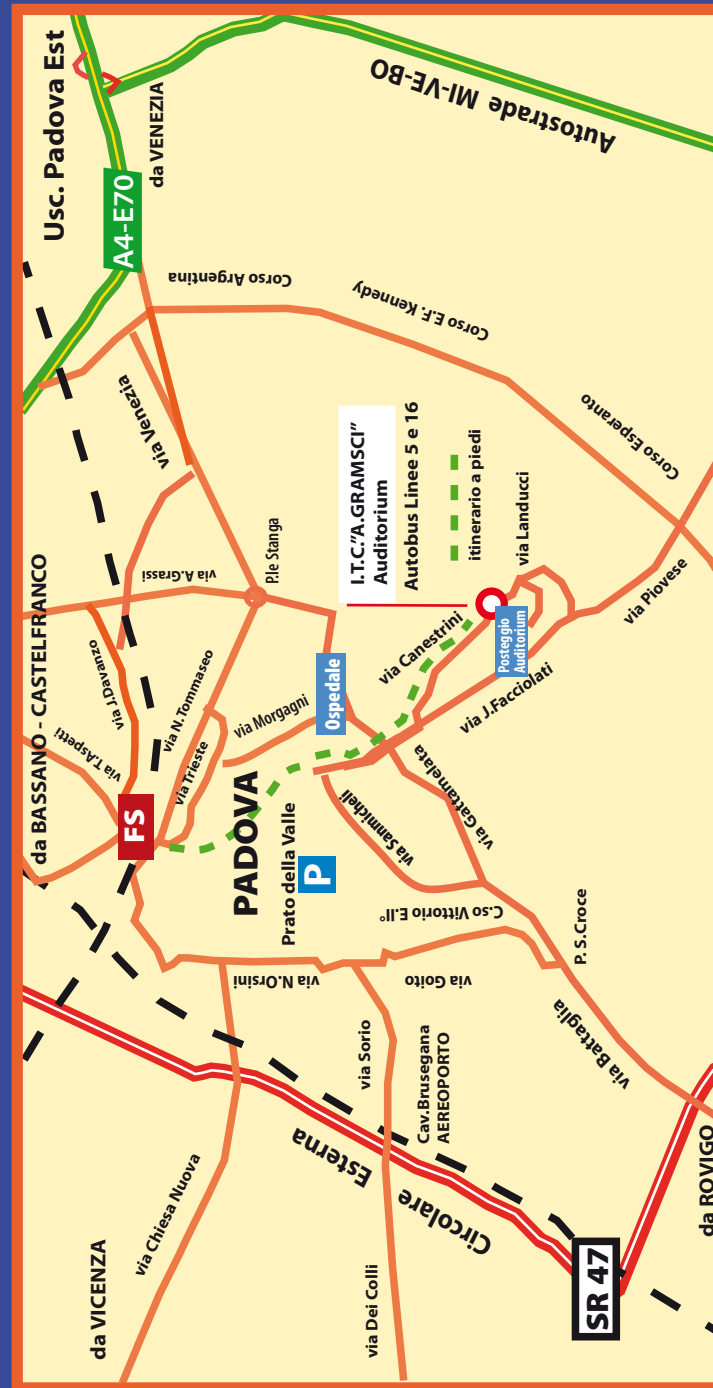 da VICENZA
via Chiesa Nuova
da BASSANO - CASTELFRANCO
via T.Aspetti
via J.Davanzo
via A.Grassi
via Venezia
Usc. Padova Est
A4-E70
da VENEZIA
Autostrade MI-VE-BO
Corso Argentina
Corso E.F. Kennedy
Corso Esperanto
FS
via N.Tommaseo
via Trieste
P.le Stanga
via Morgagni
PADOVA
Prato della Valle
P
Ospedale
I.T.C."A.GRAMSCI"
Auditorium
Autobus Linee 5 e 16
itinerario a piedi
via Landucci
via Canestrini
Posteggio
Auditorium
via J.Facciolati
via Piovese
via Sanmicheli
via Gattamelata
C.so Vittorio E.II°
via N.Orsini
via Goito
P. S.Croce
via Battaglia
via Sorio
Cav.Brusegana
AEREOPORTO
Circolare Esterna
via Dei Colli
SR 47
da ROVIGO